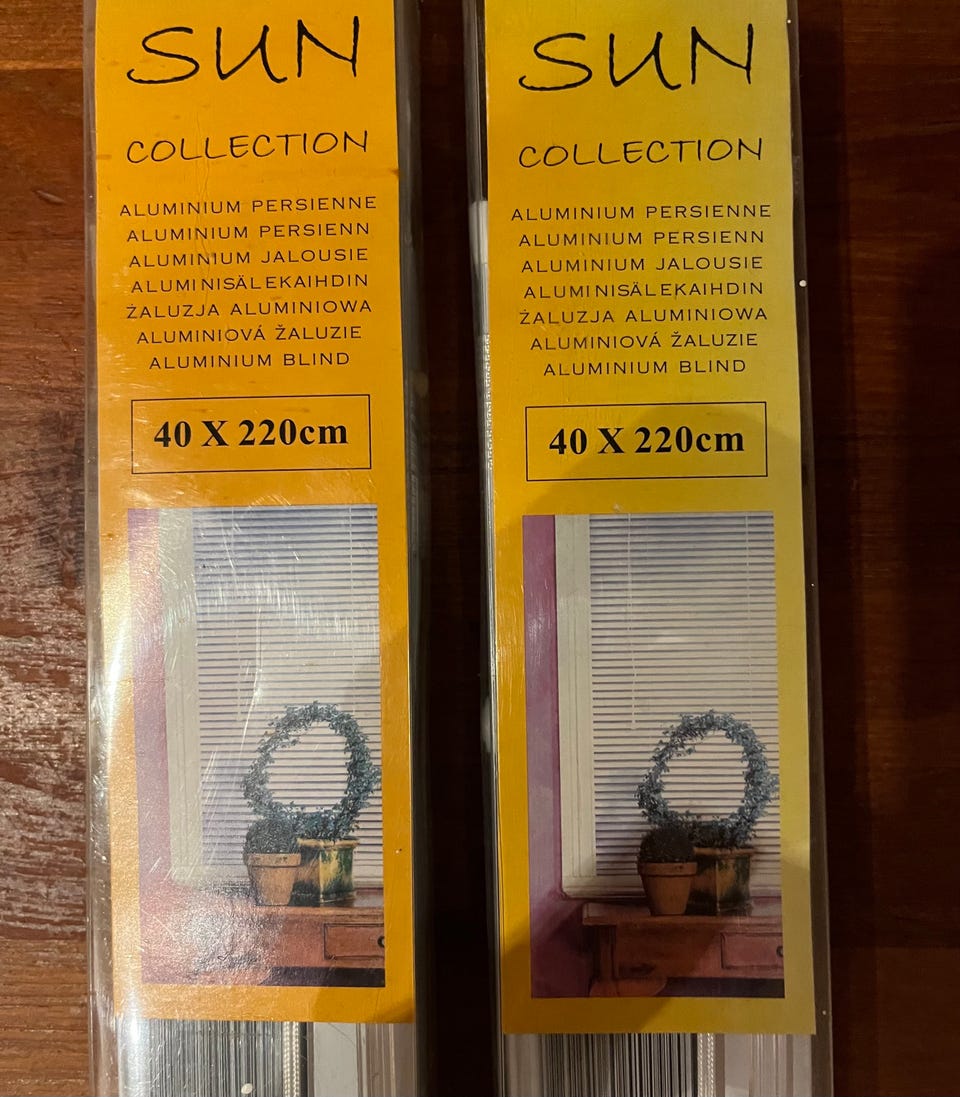 SUN
COLLECTION
ALUMINIUM PERSIENNE
ALUMINIUM PERSIENN
ALUMINIUM JALOUSIE
ALUMINISÄLEKAIHDIN
ŻALUZJA ALUMINIOWA
ALUMINIOVÁ ŽALUZIE
ALUMINIUM BLIND
40 X 220cm
SUN
COLLECTION
ALUMINIUM PERSIENNE
ALUMINIUM PERSIENN
ALUMINIUM JALOUSIE
ALUMINISÄLEKAIHDIN
ŻALUZJA ALUMINIOWA
ALUMINIOVÁ ŽALUZIE
ALUMINIUM BLIND
40 X 220cm